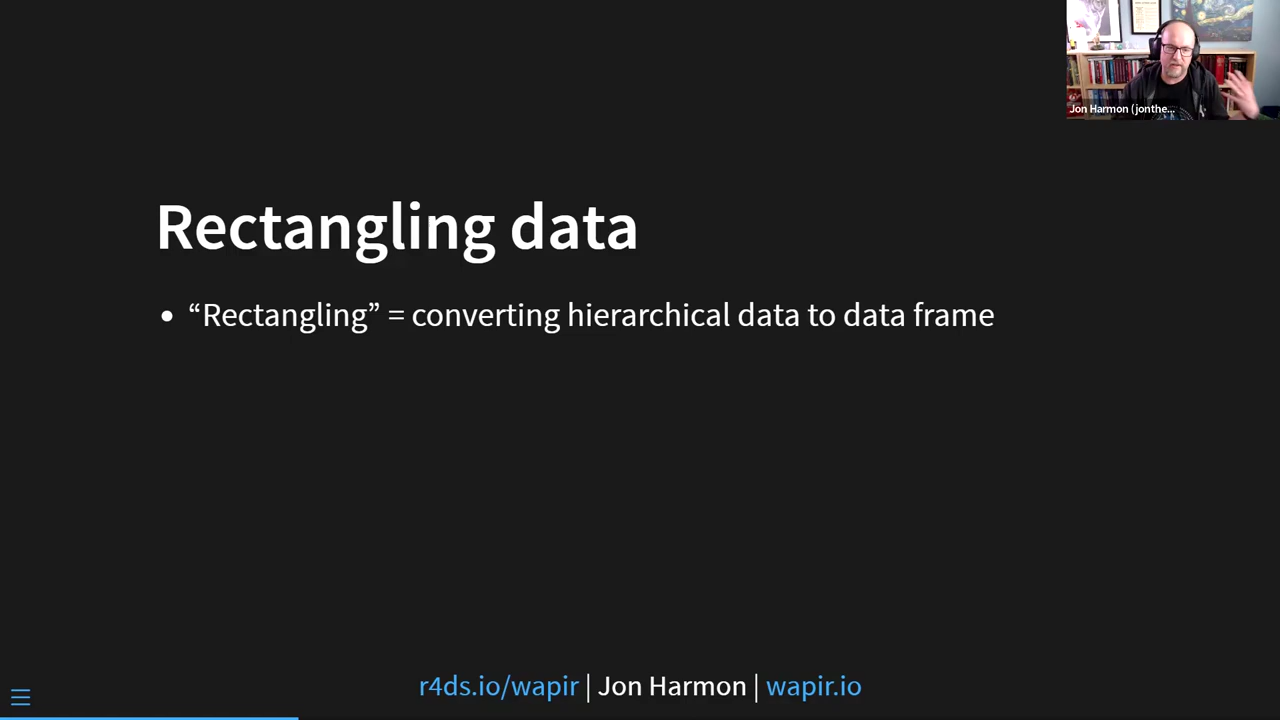 Jon Harmon (jonthe...
Rectangling data
• “Rectangling” = converting hierarchical data to data frame
r4ds.io/wapir | Jon Harmon | wapir.io